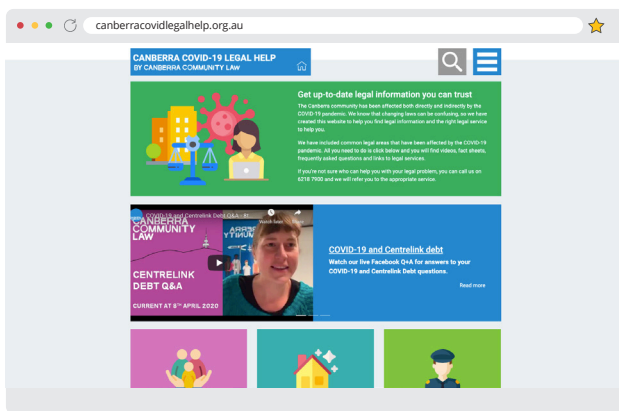 canberracovidlegalhelp.org.au
CANBERRA COVID-19 LEGAL HELP
BY CANBERRA COMMUNITY LAW
Get up-to-date legal information you can trust
The Canberra community has been affected both directly and indirectly by the
COVID-19 pandemic. We know that changing laws can be confusing, so we have
created this website to help you find legal information and the right legal service
to help you.
We have included common legal areas that have been affected by the COVID-19
pandemic. All you need to do is click below and you will find videos, fact sheets,
frequently asked questions and links to legal services.
If you're not sure who can help you with your legal problem, you can call us on
6218 7900 and we will refer you to the appropriate service.
COVID-19 and Centrelink Debt Q&A -
Watch later
Share
CANBERRA
COMMUNITY
LAW
CENTRELINK
DEBT Q&A
CURRENT AT 8TH APRIL 2020
COVID-19 and Centrelink debt
Watch our live Facebook Q+A for answers to your
COVID-19 and Centrelink Debt questions.
Read more